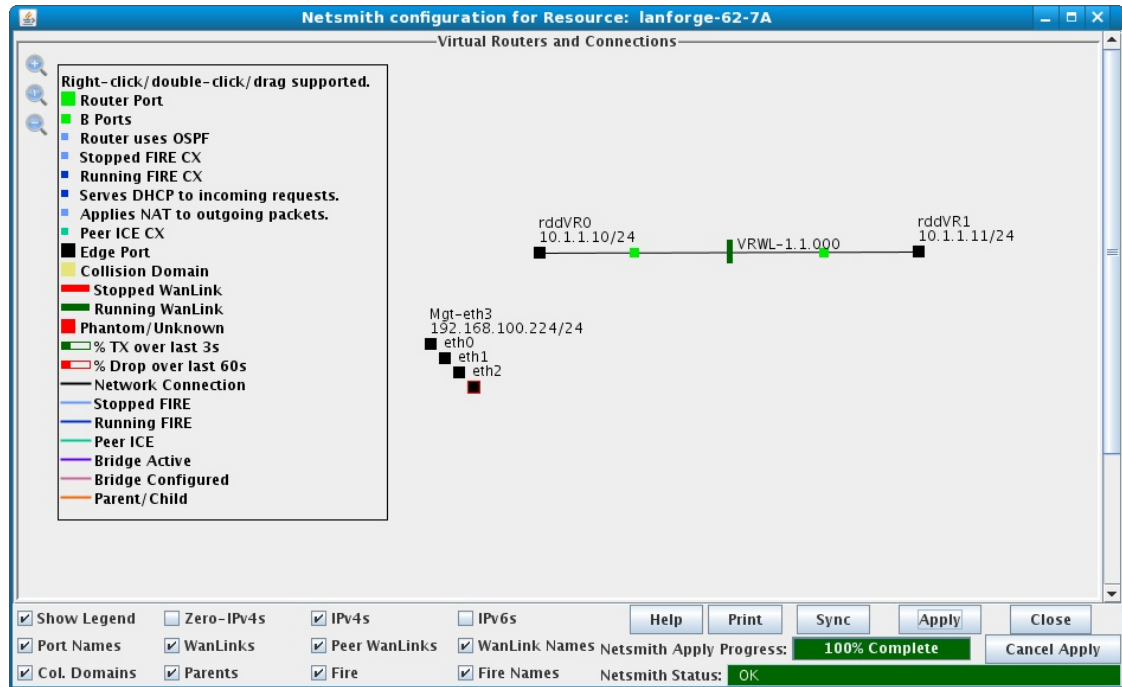 Netsmith configuration for Resource: lanforge-62-7A
Virtual Routers and Connections
Right-click/double-click/drag supported.
Router Port
B Ports
Router uses OSPF
Stopped FIRE CX
Running FIRE CX
Serves DHCP to incoming requests.
Applies NAT to outgoing packets.
Peer ICE CX
Edge Port
Collision Domain
Stopped WanLink
Running WanLink
Phantom/Unknown
% TX over last 3s
% Drop over last 60s
Network Connection
Stopped FIRE
Running FIRE
Peer ICE
Bridge Active
Bridge Configured
Parent/Child
rddVR0
10.1.1.10/24
VRWL-1.1.000
rddVR1
10.1.1.11/24
Mgt-eth3
192.168.100.224/24
eth0
eth1
eth2
Show Legend Zero-IPv4s IPv4s IPv6s Help Print Sync Apply Close
Port Names WanLinks Peer WanLinks WanLink Names Netsmith Apply Progress: 100% Complete Cancel Apply
Col. Domains Parents Fire Fire Names Netsmith Status: OK